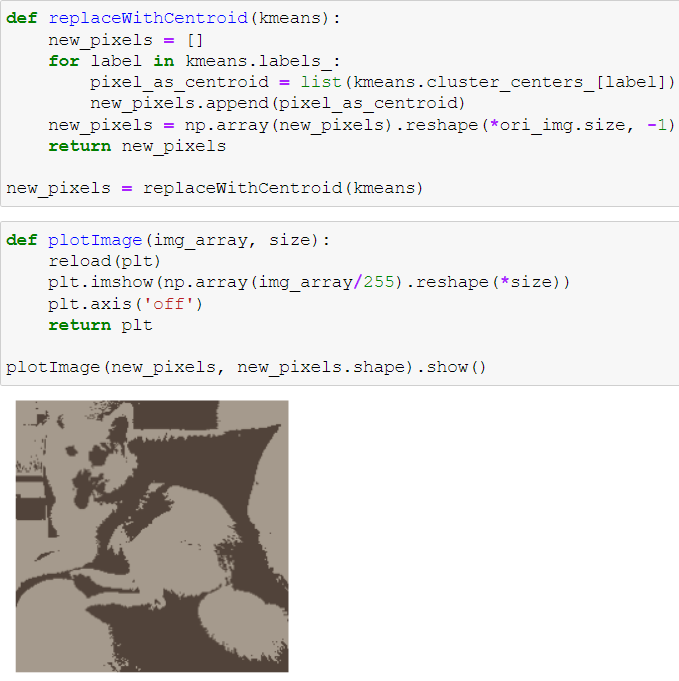 def replaceWithCentroid(kmeans):
    new_pixels = []
    for label in kmeans.labels_:
        pixel_as_centroid = list(kmeans.cluster_centers_[label])
        new_pixels.append(pixel_as_centroid)
    new_pixels = np.array(new_pixels).reshape(*ori_img.size, -1)
    return new_pixels

new_pixels = replaceWithCentroid(kmeans)

def plotImage(img_array, size):
    reload(plt)
    plt.imshow(np.array(img_array/255).reshape(*size))
    plt.axis('off')
    return plt

plotImage(new_pixels, new_pixels.shape).show()